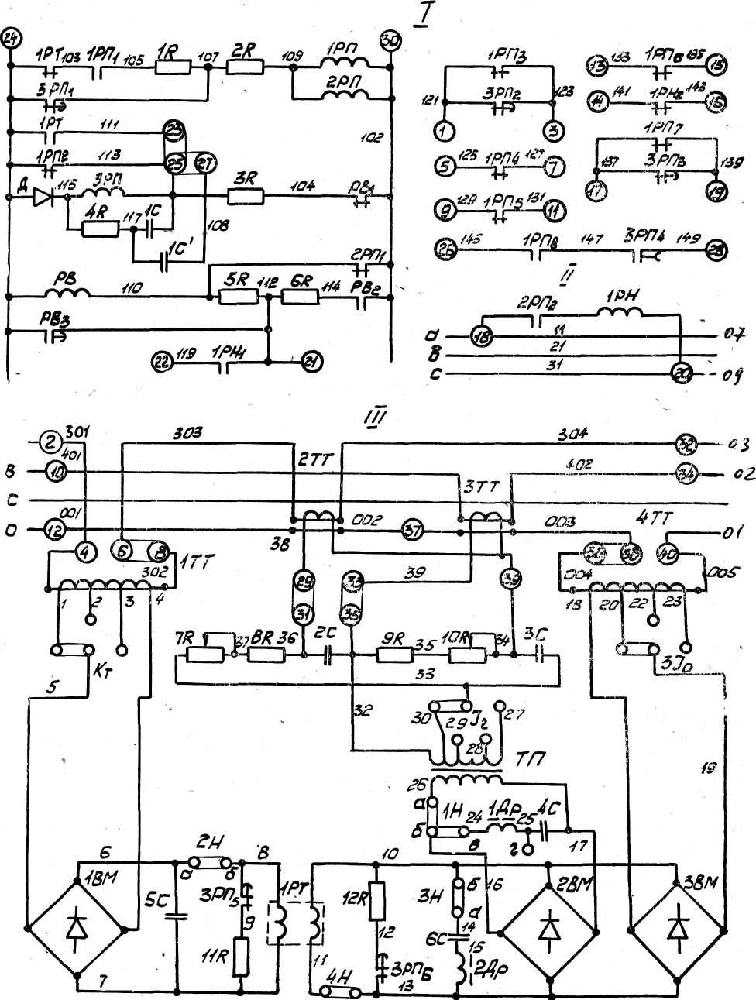 I
24
30
1РТ 103 1РП1 105 1R 107 2R 109 1РП
2РП
3РП1
1РТ 111 23
1РП2 113 25 27
102
Д 115 3РП 3R 104 РВ1
4R 117 1С 108
1С'
2РП1
РВ 110 5R 112 6R 114 РВ2
РВ3
22 119 1РН1 21
1РП3
121 3РП2 123
1 3
5 125 1РП4 127 7
9 129 1РП5 131 11
13 133 1РП6 135 15
14 141 1РН2 143 15
1РП7
137 3РП3 139
17 19
26 145 1РП8 147 3РП4 149 28
II
2РП2 1РН
а 18 11 07
В 21
С 31 20 09
III
2 301 303 304 32 03
401 2ТТ
В 10 402 34 02
3ТТ
С
001 002 003 4ТТ
0 12 37 01
38
4 6 8 1ТТ 36 38 40
302
29 33 39 39
004 005
1 2 3 4
18 20 22 23
31 35
7R 37 8R 36 2С 9R 35 10R 34 3С
Кт 33 3J0
5
32 30 29 J2 27
28
ТП 19
26
а 1Н 24 1Др 25 4С
б в г 17
6 2Н 8 10
1ВМ а б 3РП5 1РТ 12R 3Н б 16 2ВМ 3ВМ
5С 9 а
12 14
6С 15
11R 11 3РП6 2Др
7 4Н 13